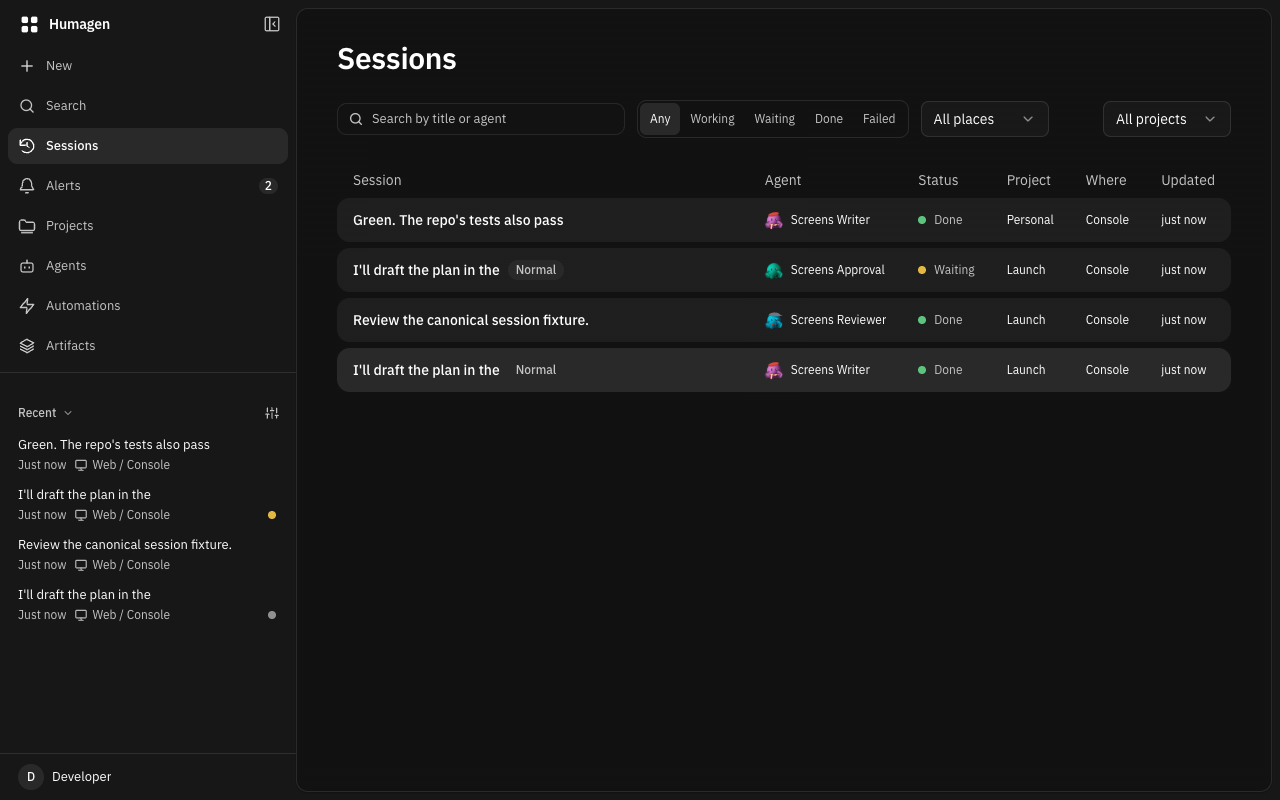 Humagen
New
Search
Sessions
Alerts 2
Projects
Agents
Automations
Artifacts
Recent
Green. The repo's tests also pass
Just now Web / Console
I'll draft the plan in the
Just now Web / Console
Review the canonical session fixture.
Just now Web / Console
I'll draft the plan in the
Just now Web / Console
D Developer
Sessions
Search by title or agent Any Working Waiting Done Failed All places All projects
Session Agent Status Project Where Updated
Green. The repo's tests also pass Screens Writer Done Personal Console just now
I'll draft the plan in the Normal Screens Approval Waiting Launch Console just now
Review the canonical session fixture. Screens Reviewer Done Launch Console just now
I'll draft the plan in the Normal Screens Writer Done Launch Console just now